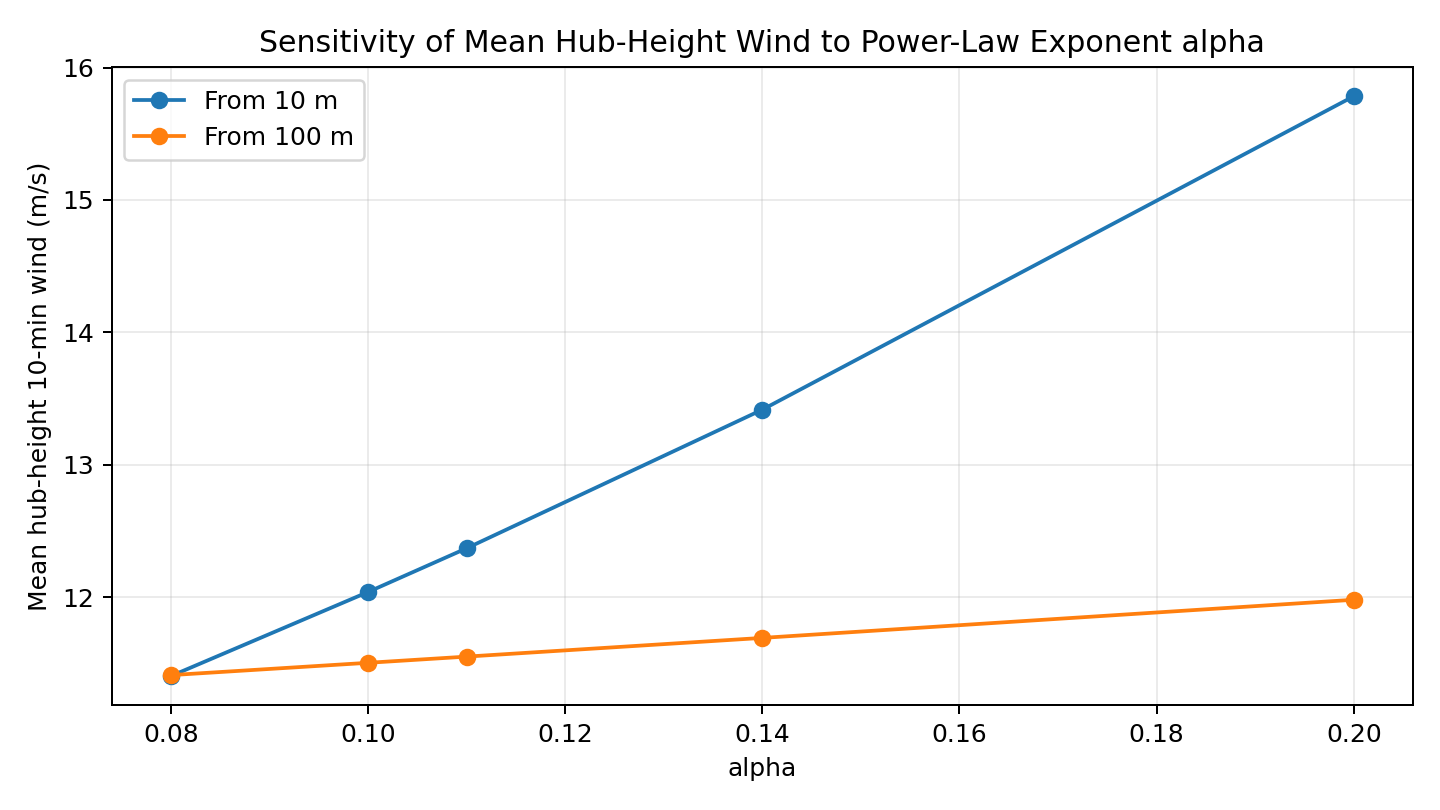 Sensitivity of Mean Hub-Height Wind to Power-Law Exponent alpha
From 10 m
From 100 m
Mean hub-height 10-min wind (m/s)
16
15
14
13
12
0.08 0.10 0.12 0.14 0.16 0.18 0.20
alpha